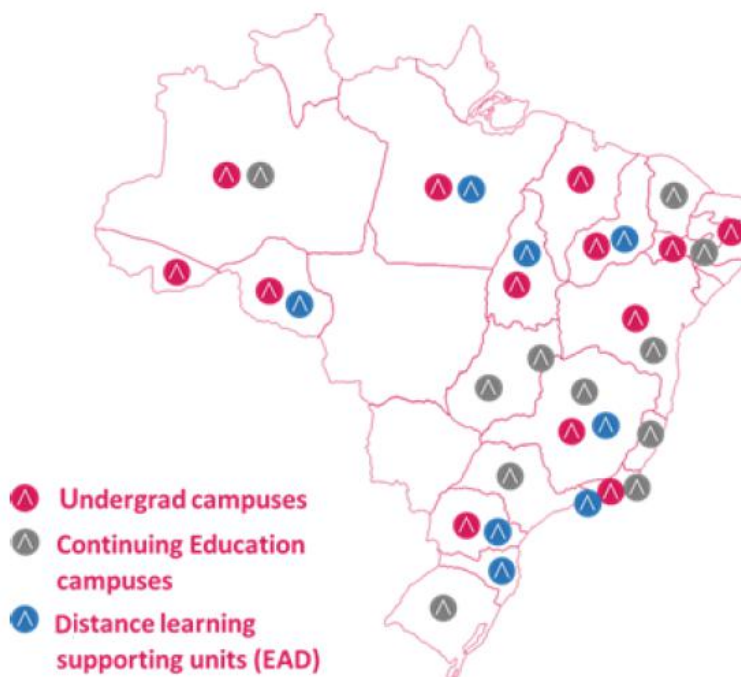 Undergrad campuses
Continuing Education
campuses
Distance learning
supporting units (EAD)